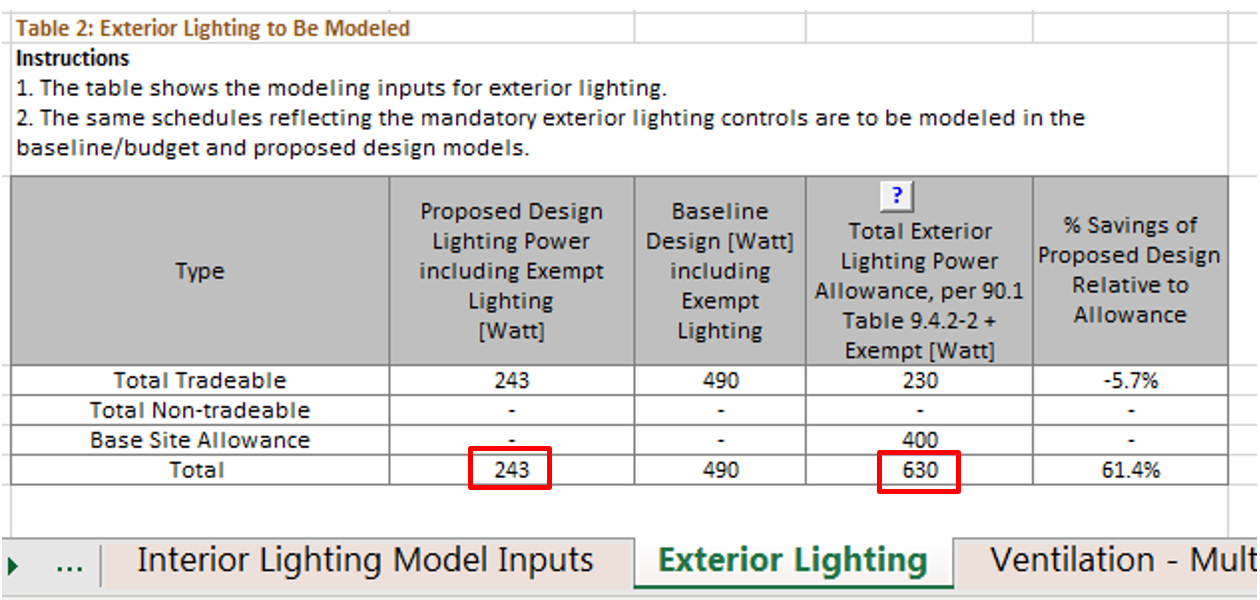 Table 2: Exterior Lighting to Be Modeled
Instructions
1. The table shows the modeling inputs for exterior lighting.
2. The same schedules reflecting the mandatory exterior lighting controls are to be modeled in the
baseline/budget and proposed design models.
Type
Proposed Design
Lighting Power
including Exempt
Lighting
[Watt]
Baseline
Design [Watt]
including
Exempt
Lighting
?
Total Exterior
Lighting Power
Allowance, per 90.1
Table 9.4.2-2 +
Exempt [Watt]
% Savings of
Proposed Design
Relative to
Allowance
Total Tradeable 243 490 230 -5.7%
Total Non-tradeable - - - -
Base Site Allowance - - 400 -
Total 243 490 630 61.4%
... Interior Lighting Model Inputs Exterior Lighting Ventilation - Mult